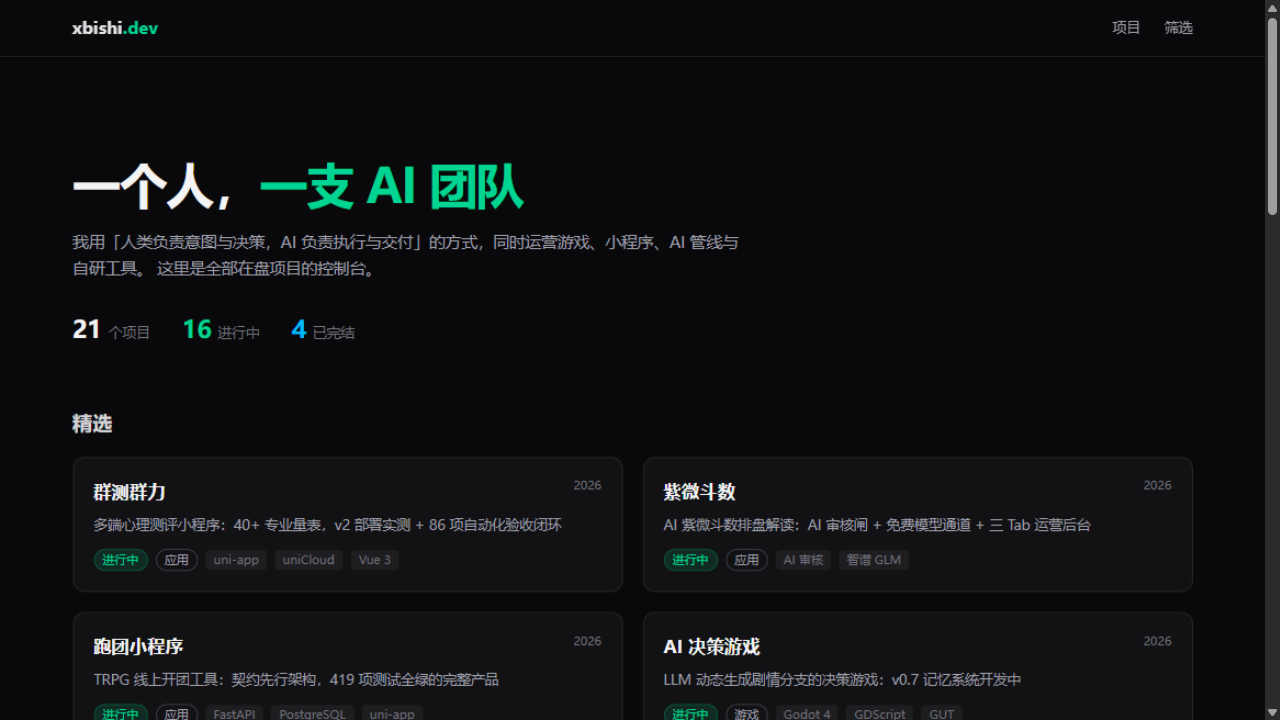 xbishi.dev
项目 筛选
一个人，一支 AI 团队
我用「人类负责意图与决策，AI 负责执行与交付」的方式，同时运营游戏、小程序、AI 管线与
自研工具。 这里是全部在盘项目的控制台。
21 个项目 16 进行中 4 已完结
精选
群测群力 2026
多端心理测评小程序：40+ 专业量表，v2 部署实测 + 86 项自动化验收闭环
进行中 应用 uni-app uniCloud Vue 3
紫微斗数 2026
AI 紫微斗数排盘解读：AI 审核闸 + 免费模型通道 + 三 Tab 运营后台
进行中 应用 AI 审核 智谱 GLM
跑团小程序 2026
TRPG 线上开团工具：契约先行架构，419 项测试全绿的完整产品
进行中 应用 FastAPI PostgreSQL uni-app
AI 决策游戏 2026
LLM 动态生成剧情分支的决策游戏：v0.7 记忆系统开发中
进行中 游戏 Godot 4 GDScript GUT